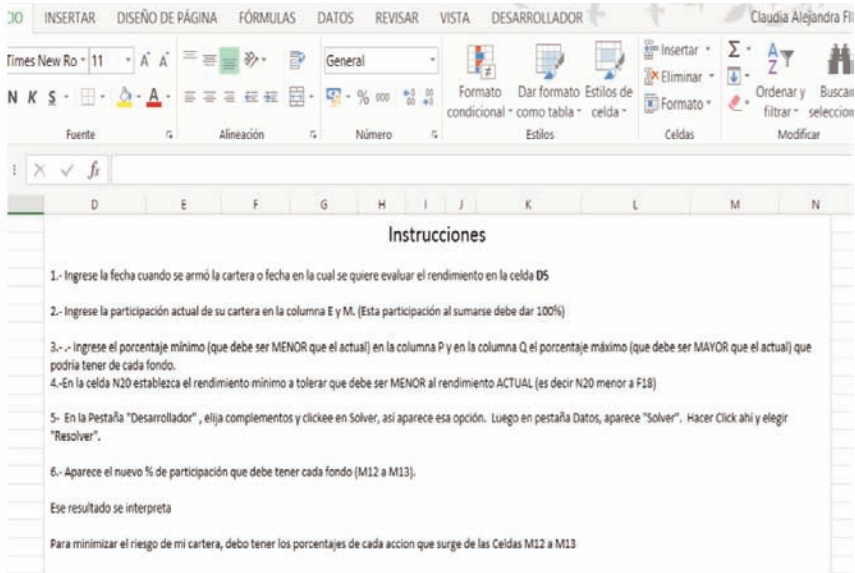 INSERTAR DISEÑO DE PÁGINA FÓRMULAS DATOS REVISAR VISTA DESARROLLADOR Claudia Alejandra
Times New Ro 11 A A General Insertar
Formato Dar formato Estilos de Eliminar Ordenar y
N K S A % 000 condicional como tabla celda Formato filtrar
Fuente Alineación Número Estilos Celdas Modificar
fx
D E F G H I J K L M N
Instrucciones
1.- Ingrese la fecha cuando se armó la cartera o fecha en la cual se quiere evaluar el rendimiento en la celda D5
2.- Ingrese la participación actual de su cartera en la columna E y M. (Esta participación al sumarse debe dar 100%)
3.- .- Ingrese el porcentaje mínimo (que debe ser MENOR que el actual) en la columna P y en la columna Q el porcentaje máximo (que debe ser MAYOR que el actual) que
podría tener de cada fondo.
4.-En la celda N20 establezca el rendimiento mínimo a tolerar que debe ser MENOR al rendimiento ACTUAL (es decir N20 menor a F18)
5- En la Pestaña "Desarrollador" , elija complementos y clickee en Solver, así aparece esa opción. Luego en pestaña Datos, aparece "Solver". Hacer Click ahí y elegir
"Resolver".
6.- Aparece el nuevo % de participación que debe tener cada fondo (M12 a M13).
Ese resultado se interpreta
Para minimizar el riesgo de mi cartera, debo tener los porcentajes de cada accion que surge de las Celdas M12 a M13